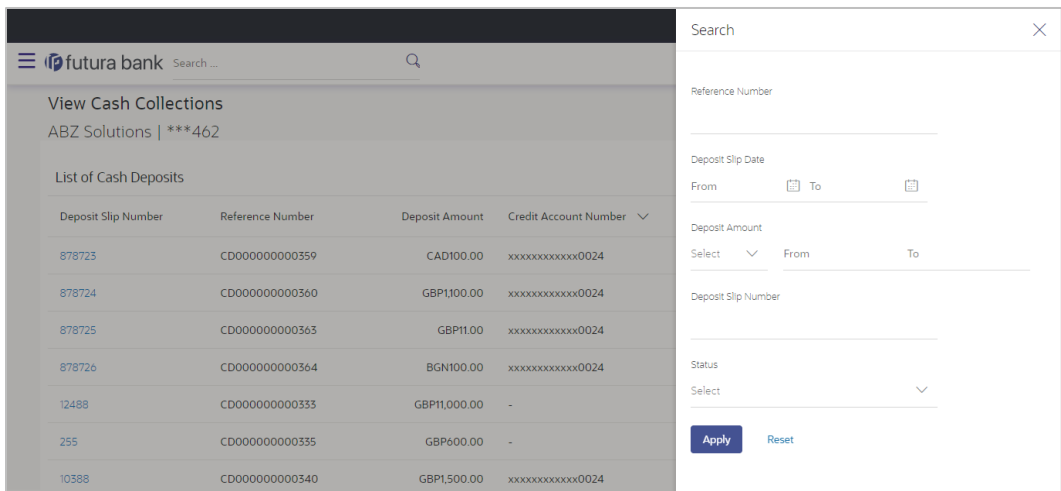 futura bank Search ...
View Cash Collections
ABZ Solutions | ***462
List of Cash Deposits
Deposit Slip Number Reference Number Deposit Amount Credit Account Number
878723 CD000000000359 CAD100.00 xxxxxxxxxxxx0024
878724 CD000000000360 GBP1,100.00 xxxxxxxxxxxx0024
878725 CD000000000363 GBP11.00 xxxxxxxxxxxx0024
878726 CD000000000364 BGN100.00 xxxxxxxxxxxx0024
12488 CD000000000333 GBP11,000.00 -
255 CD000000000335 GBP600.00 -
10388 CD000000000340 GBP1,500.00 xxxxxxxxxxxx0024
Search
Reference Number
Deposit Slip Date
From To
Deposit Amount
Select From To
Deposit Slip Number
Status
Select
Apply Reset